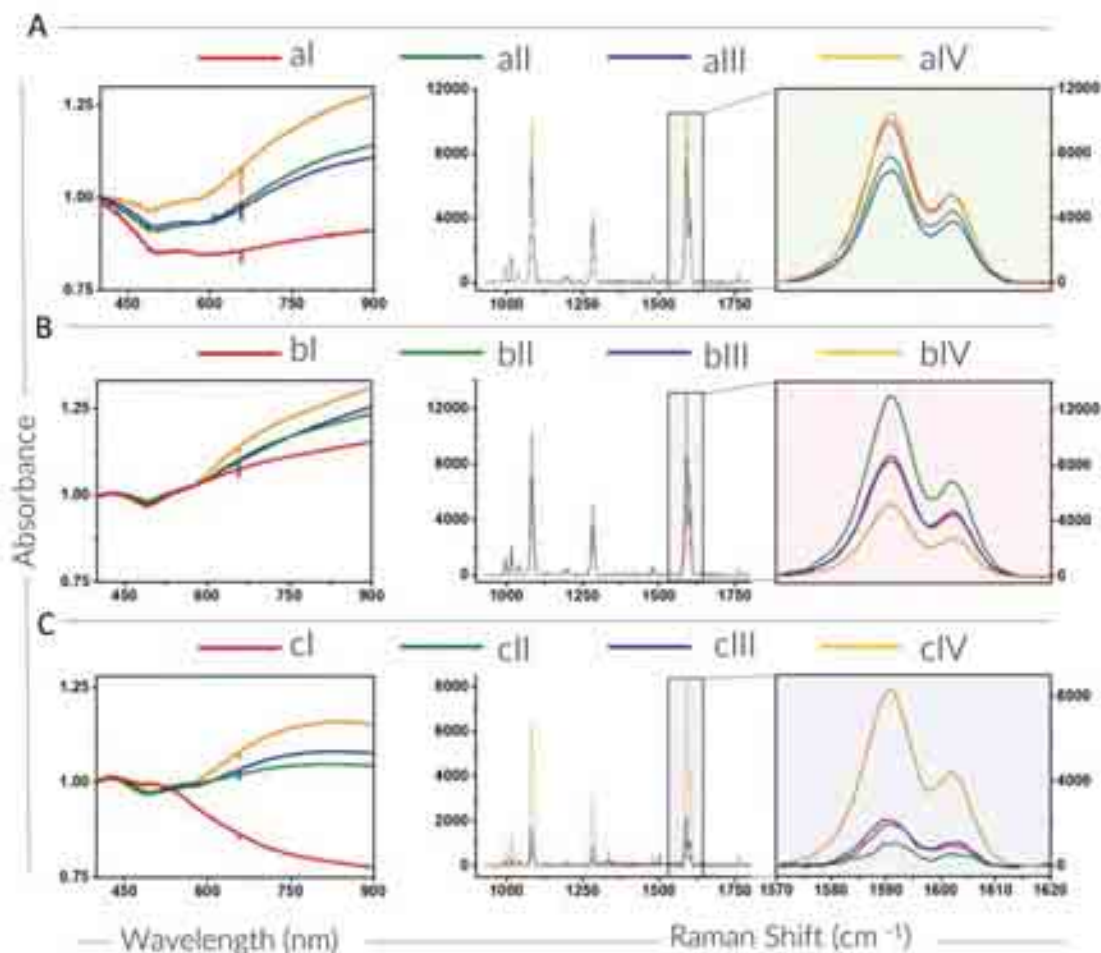 A
aI aII aIII aIV
1.25
1.00
0.75
450 600 750 900
12000
8000
4000
0
1000 1250 1500 1750
12000
8000
4000
0
B
bI bII bIII bIV
1.25
1.00
0.75
450 600 750 900
12000
8000
4000
0
1000 1250 1500 1750
12000
8000
4000
0
C
cI cII cIII cIV
1.25
1.00
0.75
450 600 750 900
8000
6000
4000
2000
0
1000 1250 1500 1750
8000
4000
0
1570 1580 1590 1600 1610 1620
Absorbance
Wavelength (nm) Raman Shift (cm ⁻¹)